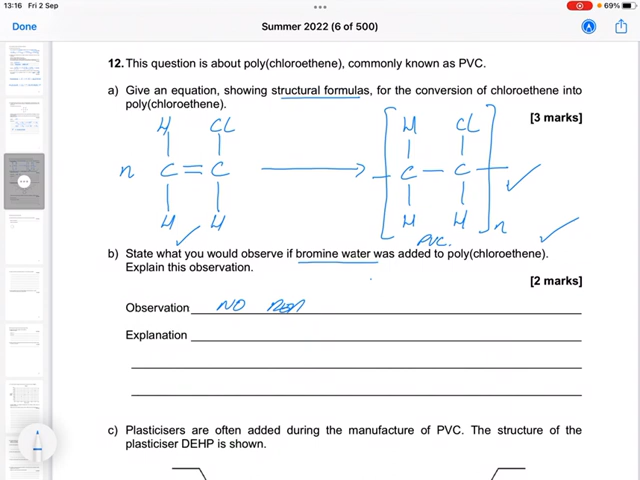 13:16 Fri 2 Sep
69%
Done
Summer 2022 (6 of 500)
12. This question is about poly(chloroethene), commonly known as PVC.
a) Give an equation, showing structural formulas, for the conversion of chloroethene into
poly(chloroethene).
[3 marks]
H CL H CL
n C = C C - C
H H H H n
PVC.
b) State what you would observe if bromine water was added to poly(chloroethene).
Explain this observation.
[2 marks]
Observation NO
Explanation
c) Plasticisers are often added during the manufacture of PVC. The structure of the
plasticiser DEHP is shown.